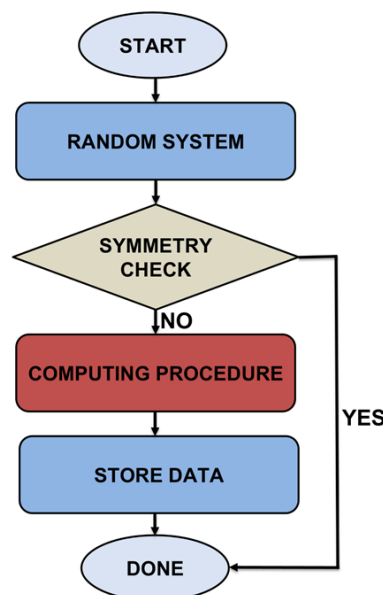 START
RANDOM SYSTEM
SYMMETRY
CHECK
NO
COMPUTING PROCEDURE
YES
STORE DATA
DONE